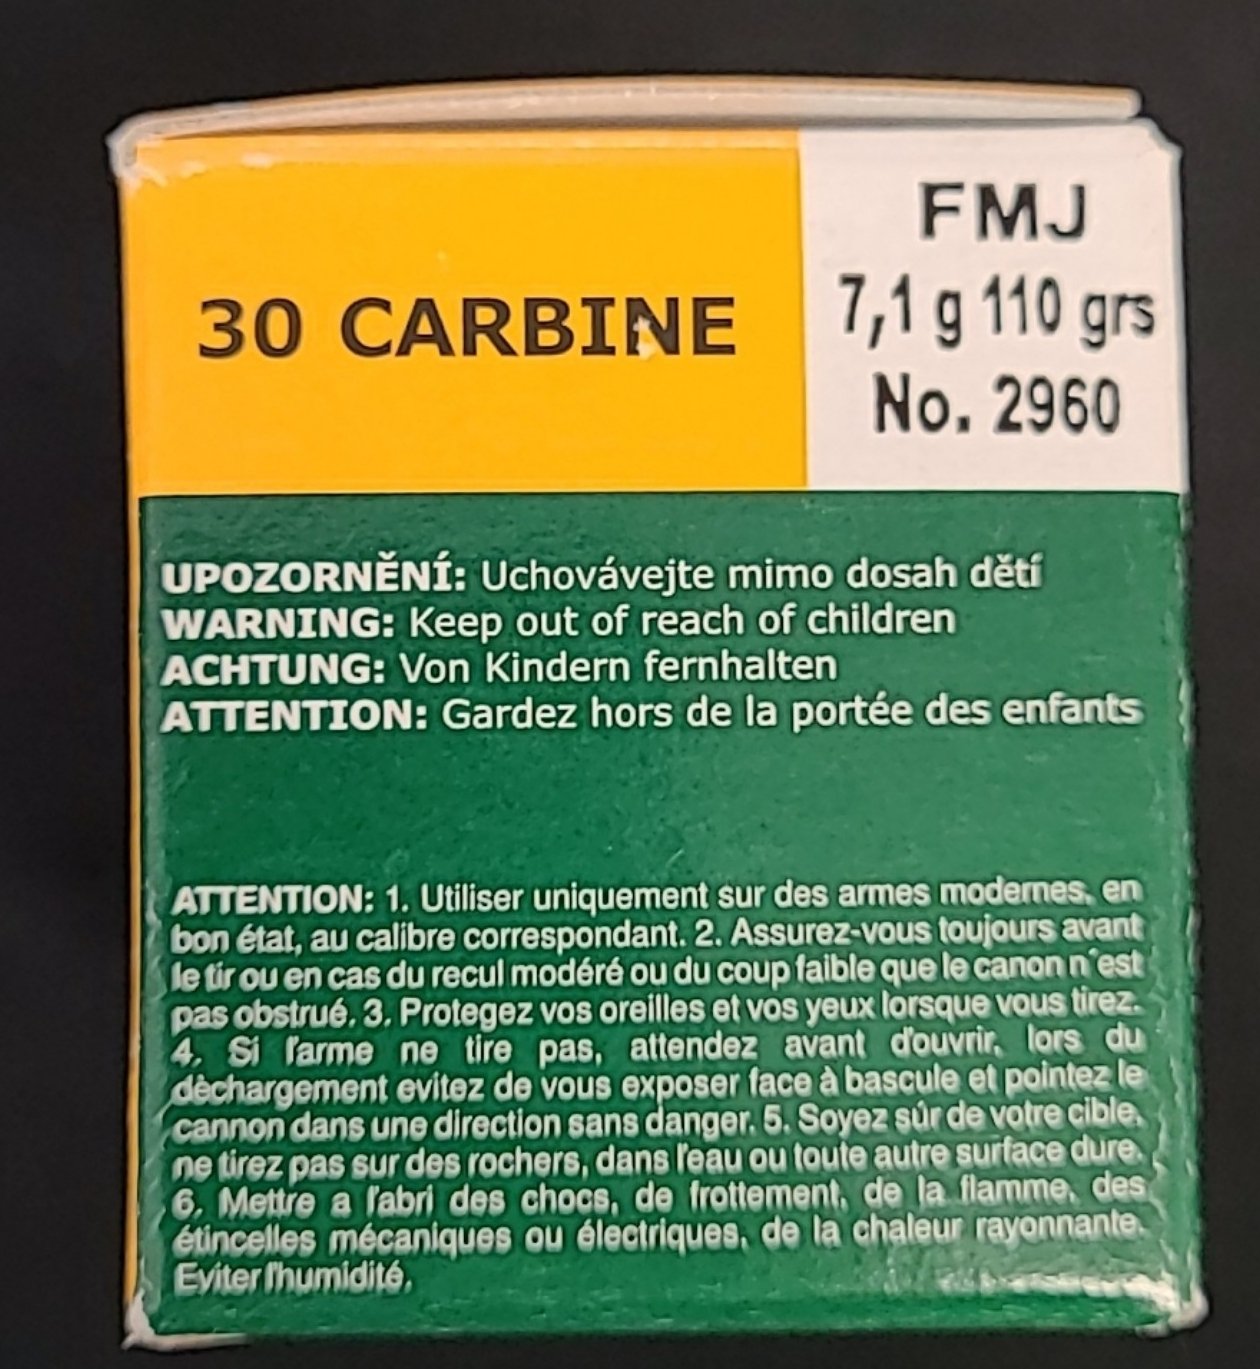 30 CARBINE
FMJ
7,1 g 110 grs
No. 2960
UPOZORNĚNÍ: Uchovávejte mimo dosah dětí
WARNING: Keep out of reach of children
ACHTUNG: Von Kindern fernhalten
ATTENTION: Gardez hors de la portée des enfants
ATTENTION: 1. Utiliser uniquement sur des armes modernes, en
bon état, au calibre correspondant. 2. Assurez-vous toujours avant
le tir ou en cas du recul modéré ou du coup faible que le canon n´est
pas obstrué. 3. Protegez vos oreilles et vos yeux lorsque vous tirez.
4. Si l'arme ne tire pas, attendez avant d'ouvrir, lors du
dèchargement evitez de vous exposer face à bascule et pointez le
cannon dans une direction sans danger. 5. Soyez sûr de votre cible,
ne tirez pas sur des rochers, dans l'eau ou toute autre surface dure.
6. Mettre a l'abri des chocs, de frottement, de la flamme, des
étincelles mécaniques ou électriques, de la chaleur rayonnante.
Eviter l'humidité.